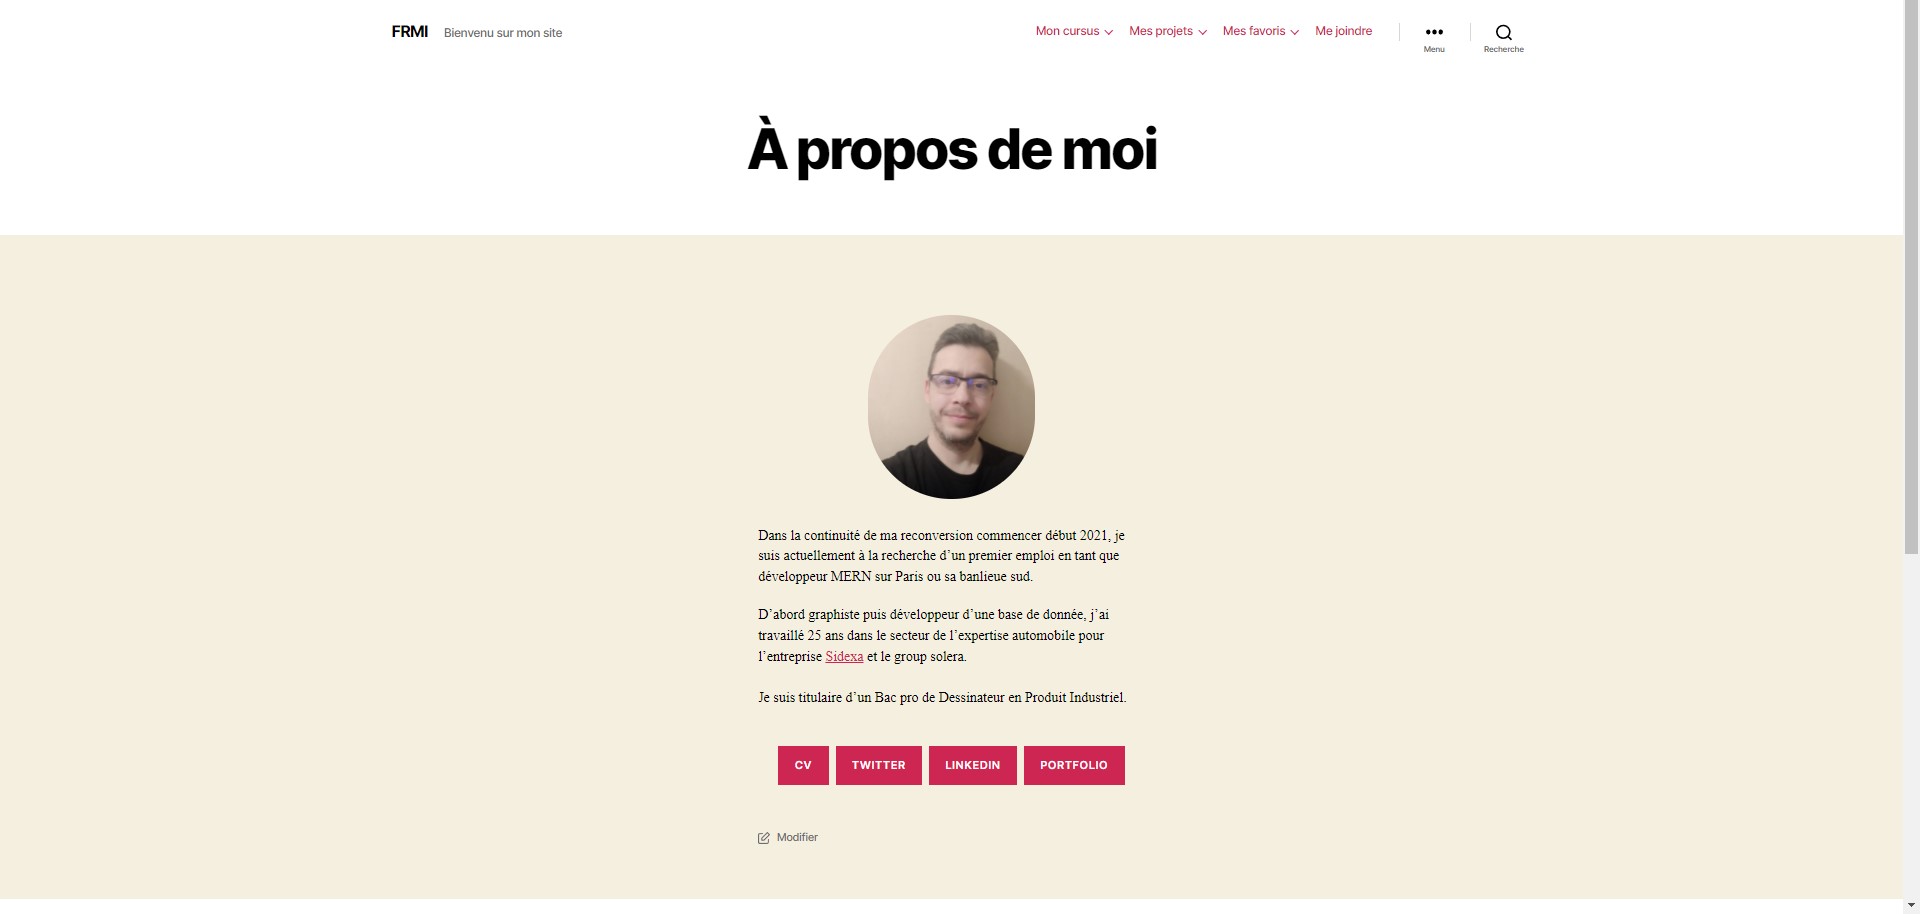 FRMI Bienvenu sur mon site Mon cursus Mes projets Mes favoris Me joindre
Menu Recherche
À propos de moi
Dans la continuité de ma reconversion commencer début 2021, je
suis actuellement à la recherche d’un premier emploi en tant que
développeur MERN sur Paris ou sa banlieue sud.
D’abord graphiste puis développeur d’une base de donnée, j’ai
travaillé 25 ans dans le secteur de l’expertise automobile pour
l’entreprise Sidexa et le group solera.
Je suis titulaire d’un Bac pro de Dessinateur en Produit Industriel.
CV TWITTER LINKEDIN PORTFOLIO
Modifier